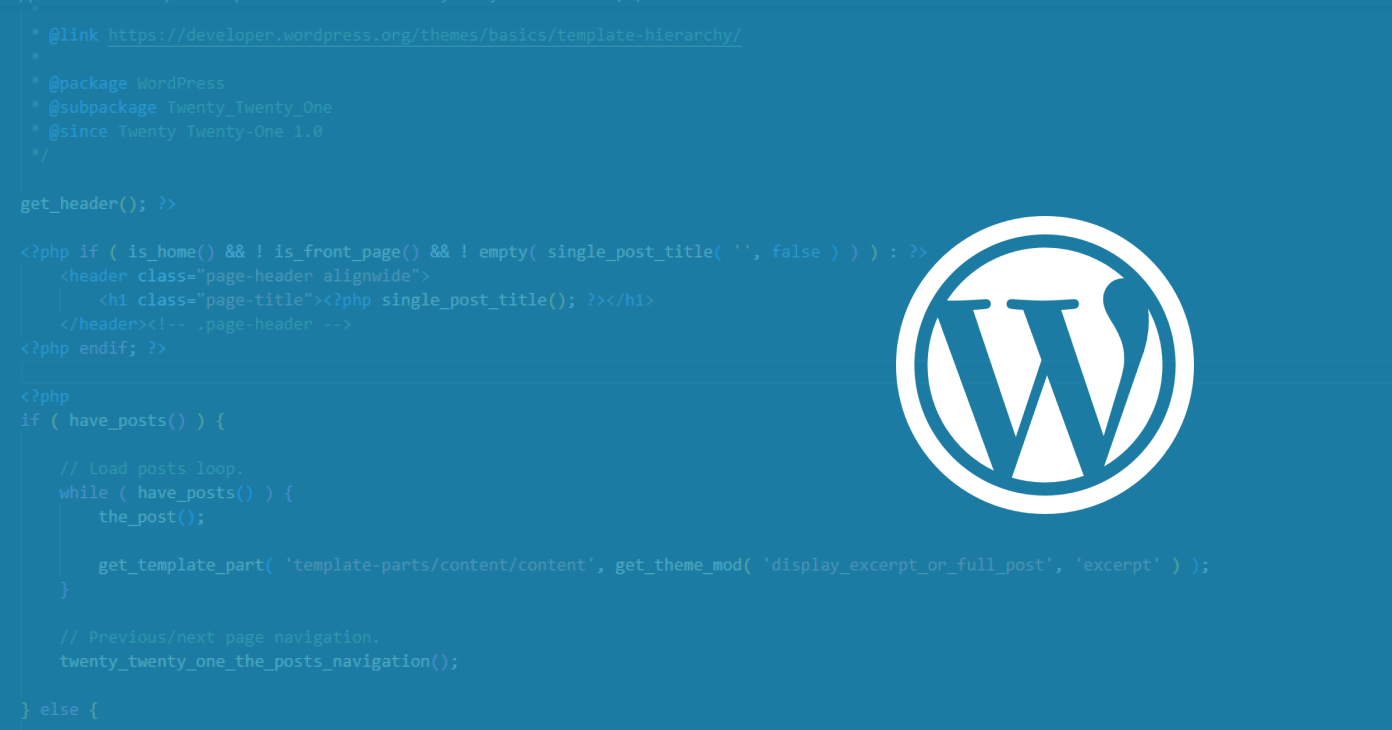 *
* @link https://developer.wordpress.org/themes/basics/template-hierarchy/
*
* @package WordPress
* @subpackage Twenty_Twenty_One
* @since Twenty Twenty-One 1.0
*/
get_header(); ?>
<?php if ( is_home() && ! is_front_page() && ! empty( single_post_title( '', false ) ) ) : ?>
<header class="page-header alignwide">
<h1 class="page-title"><?php single_post_title(); ?></h1>
</header><!-- .page-header -->
<?php endif; ?>
<?php
if ( have_posts() ) {
// Load posts loop.
while ( have_posts() ) {
the_post();
get_template_part( 'template-parts/content/content', get_theme_mod( 'display_excerpt_or_full_post', 'excerpt' ) );
}
// Previous/next page navigation.
twenty_twenty_one_the_posts_navigation();
} else {
W